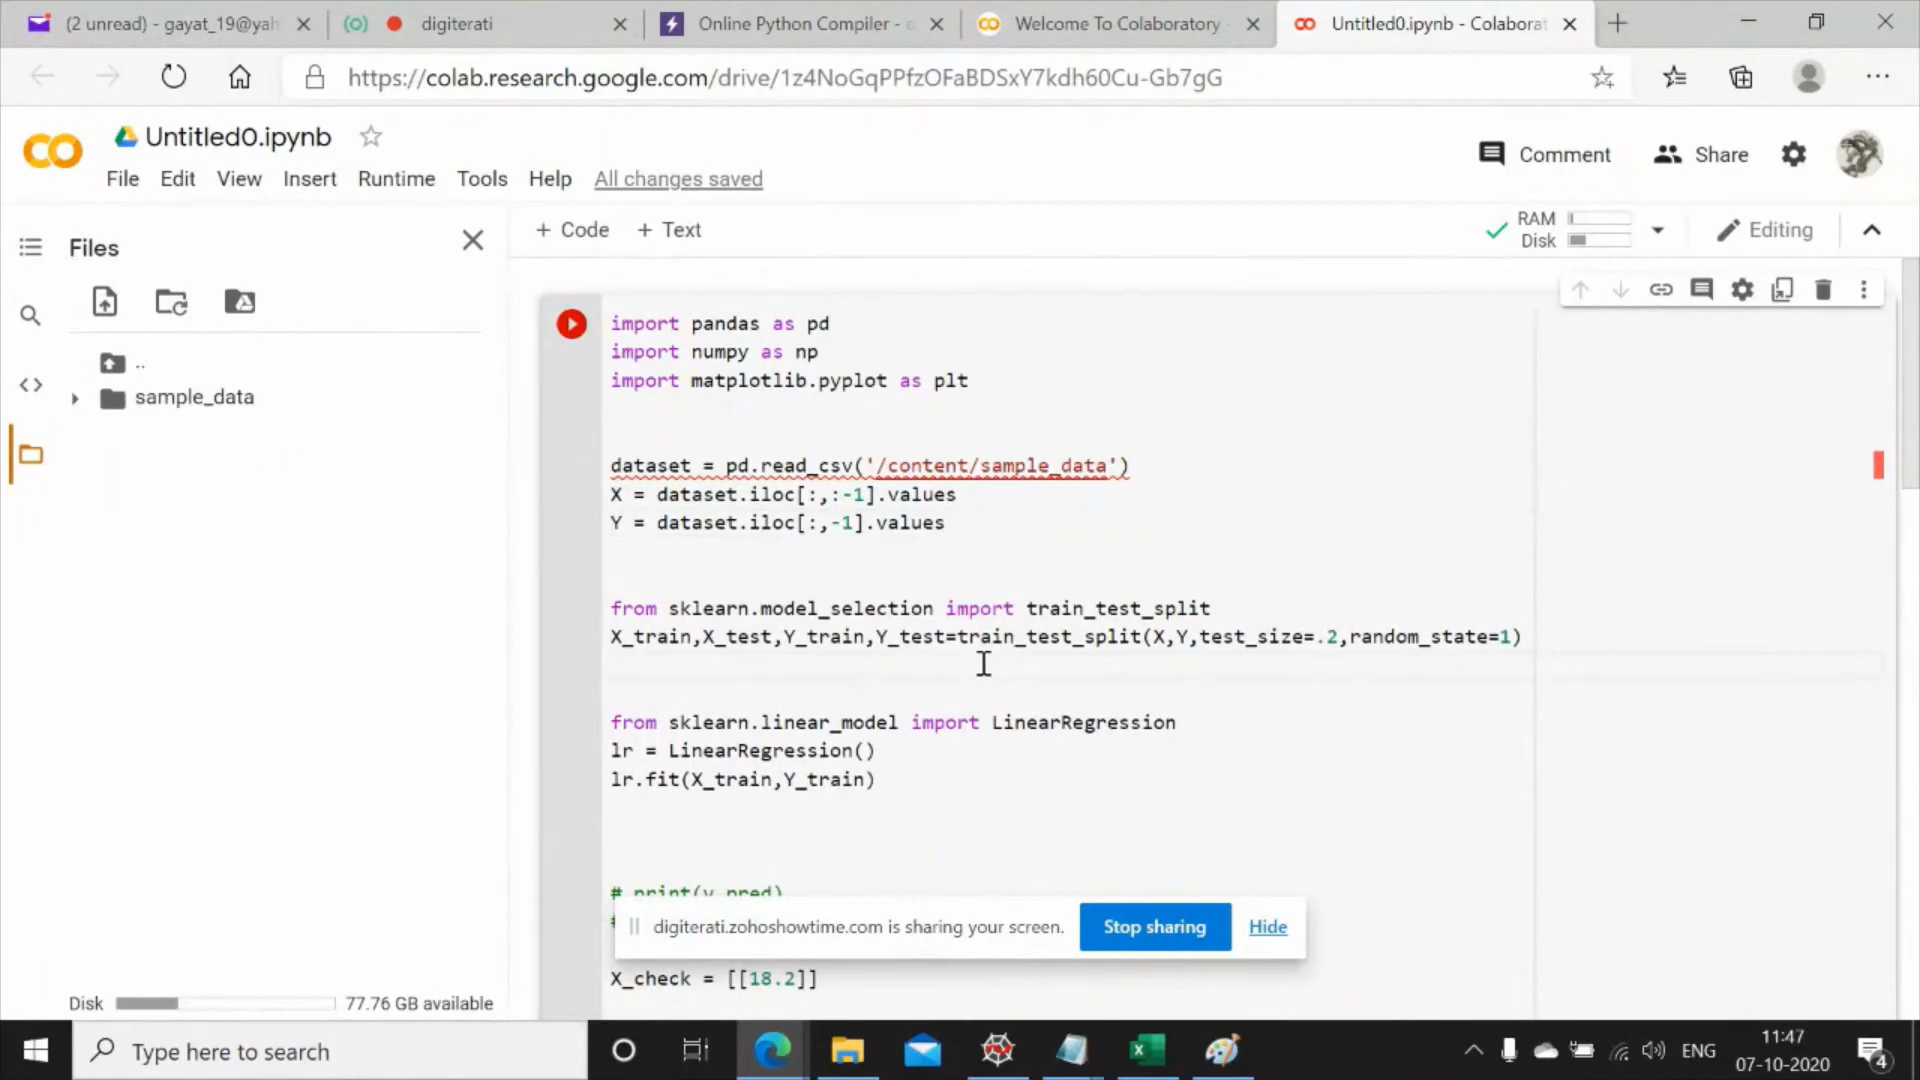 (2 unread) - gayat_19@yah
digiterati
Online Python Compiler - o
Welcome To Colaboratory -
Untitled0.ipynb - Colaborat
https://colab.research.google.com/drive/1z4NoGqPPfzOFaBDSxY7kdh60Cu-Gb7gG
Untitled0.ipynb
File Edit View Insert Runtime Tools Help All changes saved
Comment Share
Files
+ Code + Text
RAM
Disk
Editing
..
sample_data
import pandas as pd
import numpy as np
import matplotlib.pyplot as plt
dataset = pd.read_csv('/content/sample_data')
X = dataset.iloc[:,:-1].values
Y = dataset.iloc[:,-1].values
from sklearn.model_selection import train_test_split
X_train,X_test,Y_train,Y_test=train_test_split(X,Y,test_size=.2,random_state=1)
from sklearn.linear_model import LinearRegression
lr = LinearRegression()
lr.fit(X_train,Y_train)
# print(y_pred)
#
digiterati.zohoshowtime.com is sharing your screen. Stop sharing Hide
X_check = [[18.2]]
Disk 77.76 GB available
Type here to search
ENG
11:47
07-10-2020
4